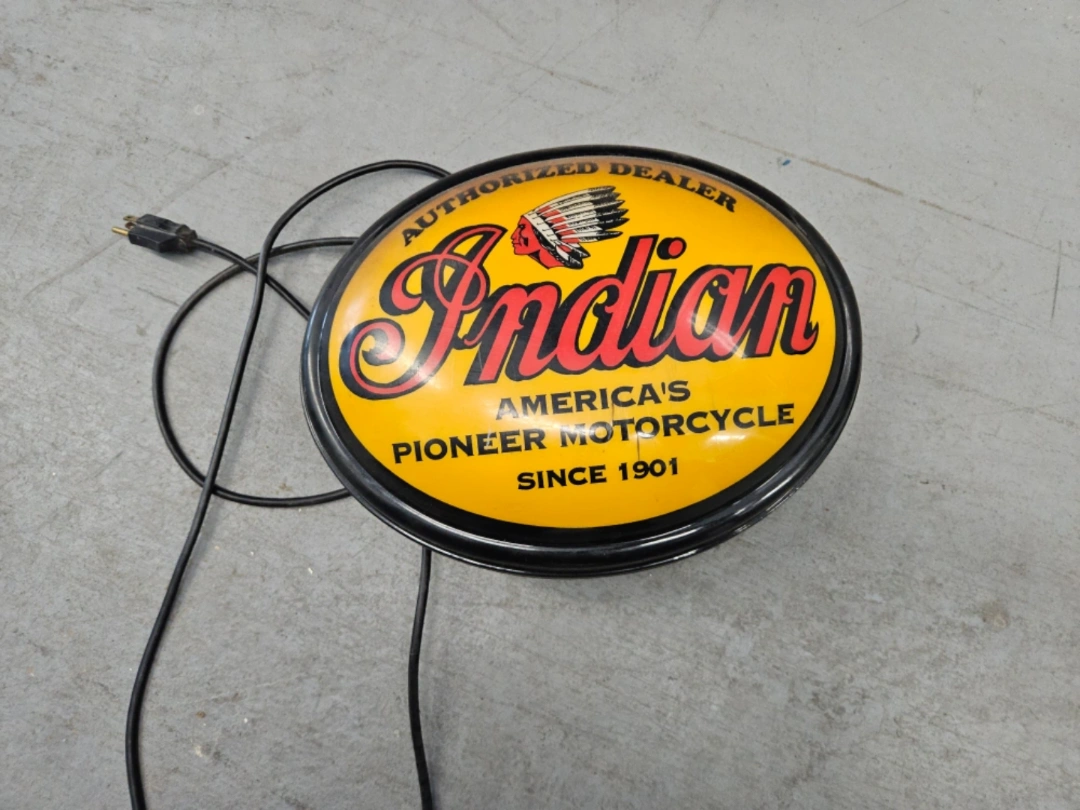 AUTHORIZED DEALER
Indian
AMERICA'S
PIONEER MOTORCYCLE
SINCE 1901